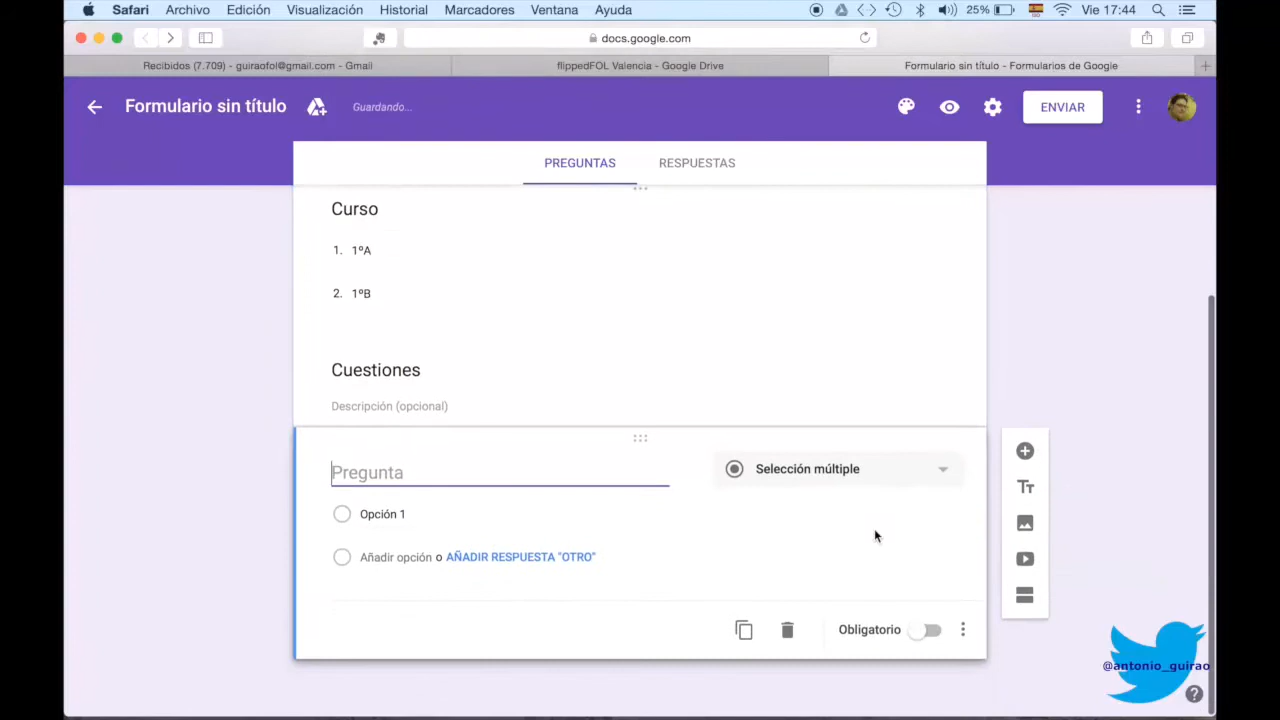 Safari Archivo Edición Visualización Historial Marcadores Ventana Ayuda 25% Vie 17:44
docs.google.com
Recibidos (7.709) - guiraofol@gmail.com - Gmail flippedFOL Valencia - Google Drive Formulario sin título - Formularios de Google
Formulario sin título Guardando... ENVIAR
PREGUNTAS RESPUESTAS
Curso
1. 1ºA
2. 1ºB
Cuestiones
Descripción (opcional)
Pregunta Selección múltiple
Opción 1
Añadir opción o AÑADIR RESPUESTA "OTRO"
Tт
Obligatorio
@antonio_guirao